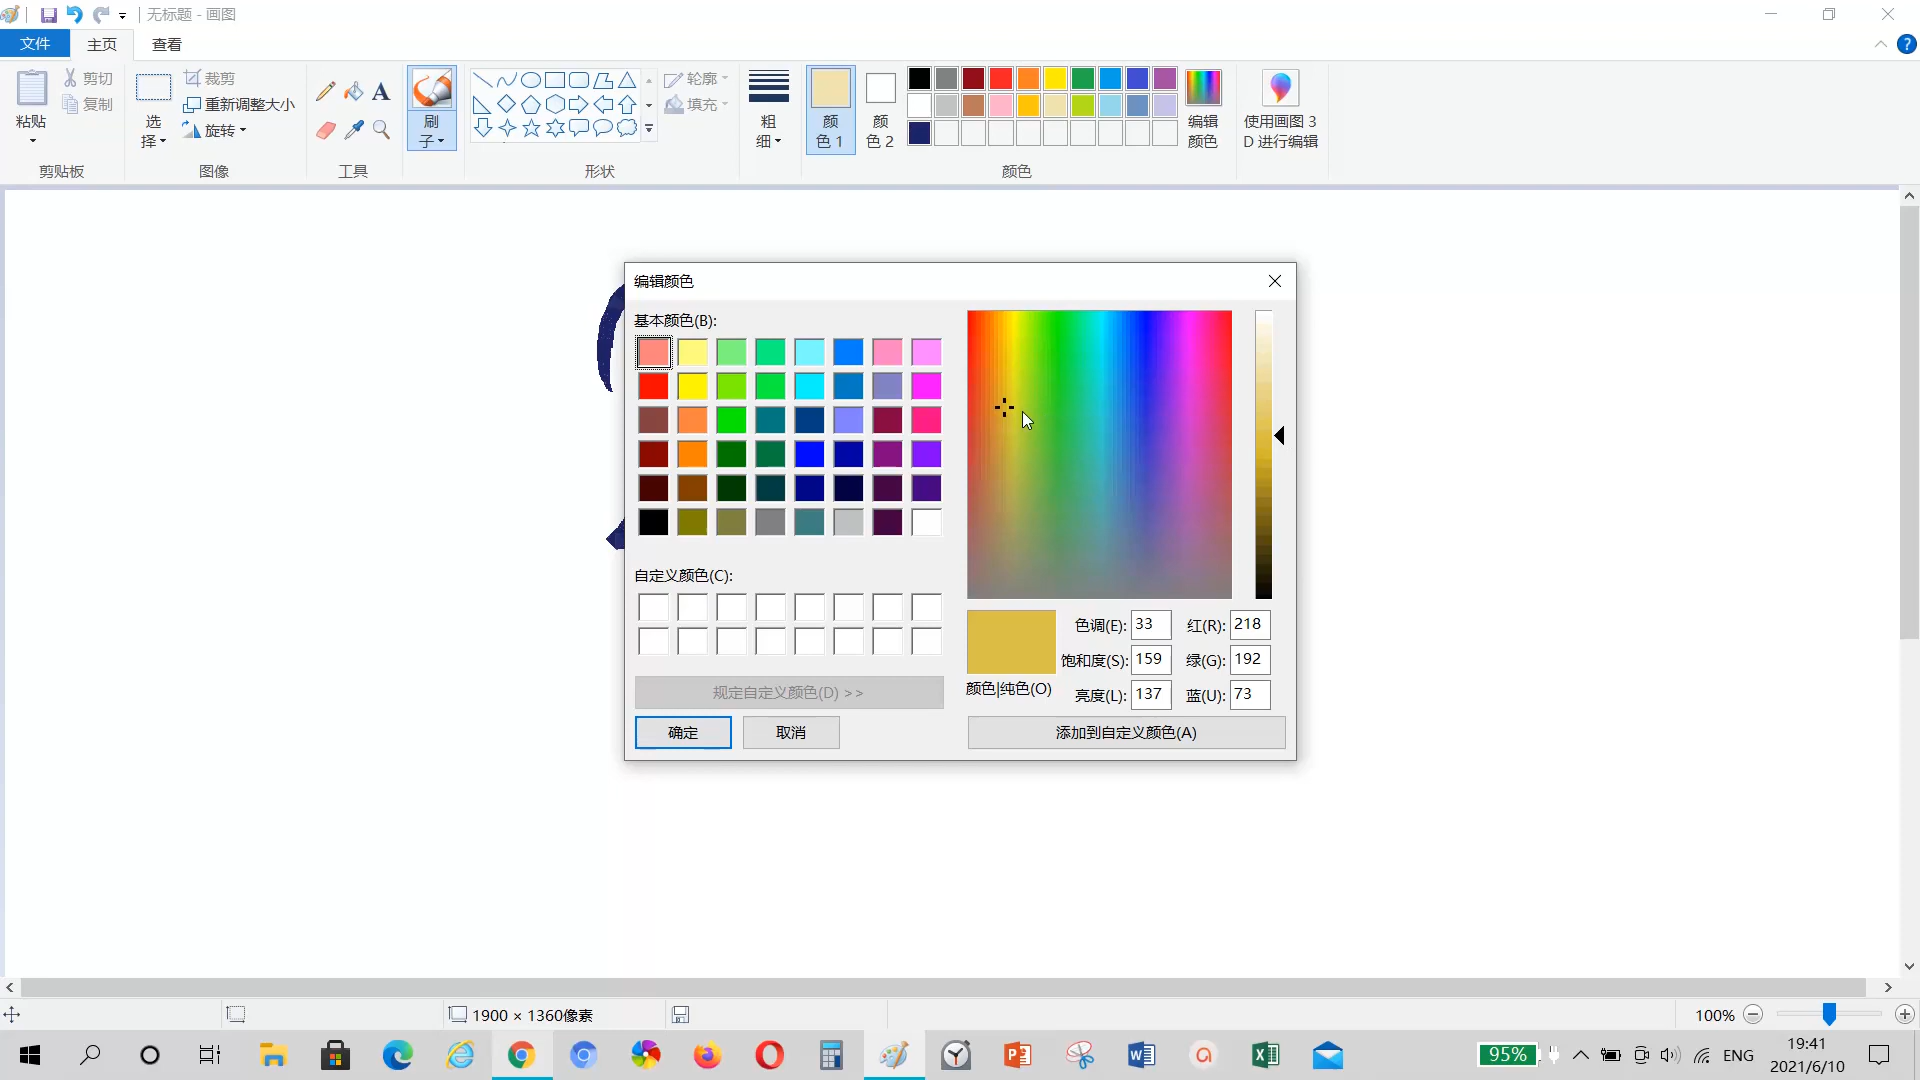 无标题 - 画图
文件
主页
查看
?
粘贴
剪切
复制
选择
裁剪
重新调整大小
旋转
A
刷子
轮廓
填充
粗细
颜色 1
颜色 2
编辑颜色
使用画图 3D 进行编辑
剪贴板
图像
工具
形状
颜色
编辑颜色
基本颜色(B):
自定义颜色(C):
规定自定义颜色(D) >>
确定
取消
颜色|纯色(O)
色调(E): 33
红(R): 218
饱和度(S): 159
绿(G): 192
亮度(L): 137
蓝(U): 73
添加到自定义颜色(A)
1900 × 1360像素
100%
95%
ENG
19:41
2021/6/10